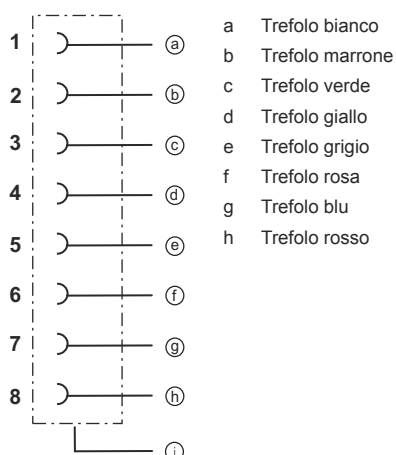 1 a
2 b
3 c
4 d
5 e
6 f
7 g
8 h
i
a Trefolo bianco
b Trefolo marrone
c Trefolo verde
d Trefolo giallo
e Trefolo grigio
f Trefolo rosa
g Trefolo blu
h Trefolo rosso